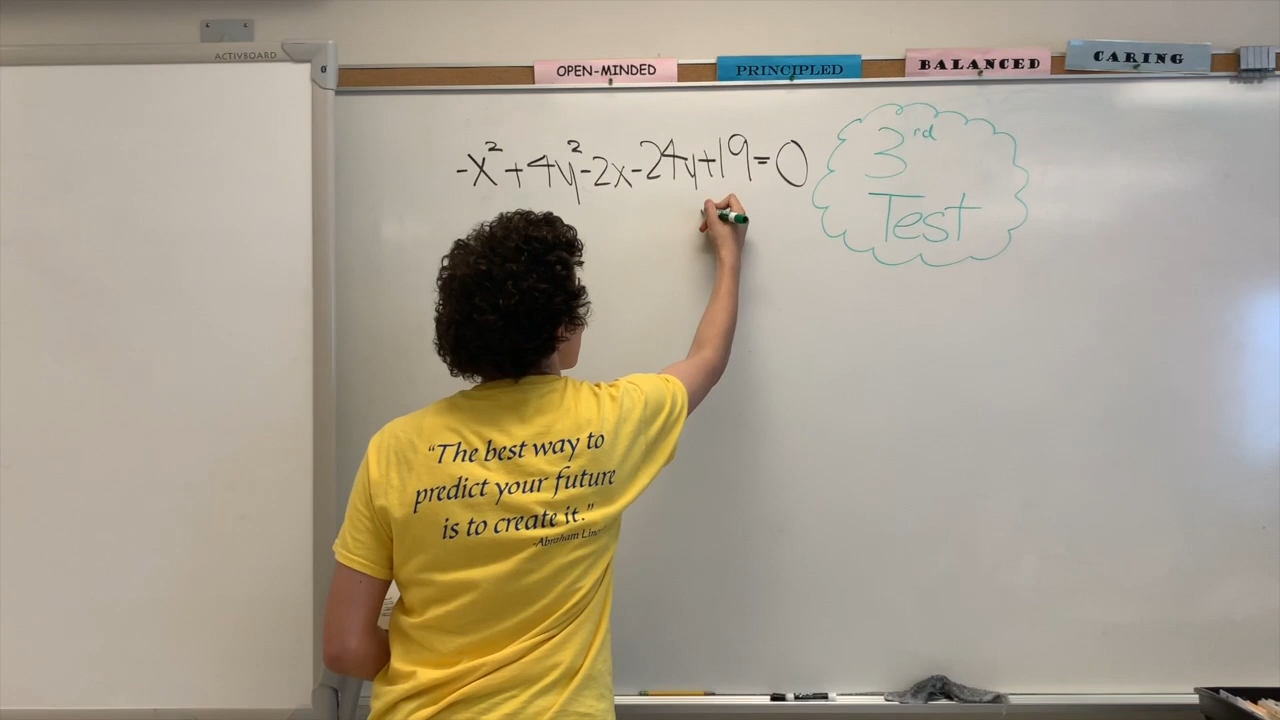 ACTIVBOARD
OPEN-MINDED
PRINCIPLED
BALANCED
CARING
-x²+4y²-2x-24y+19=0
3rd
Test
"The best way to
predict your future
is to create it."
-Abraham